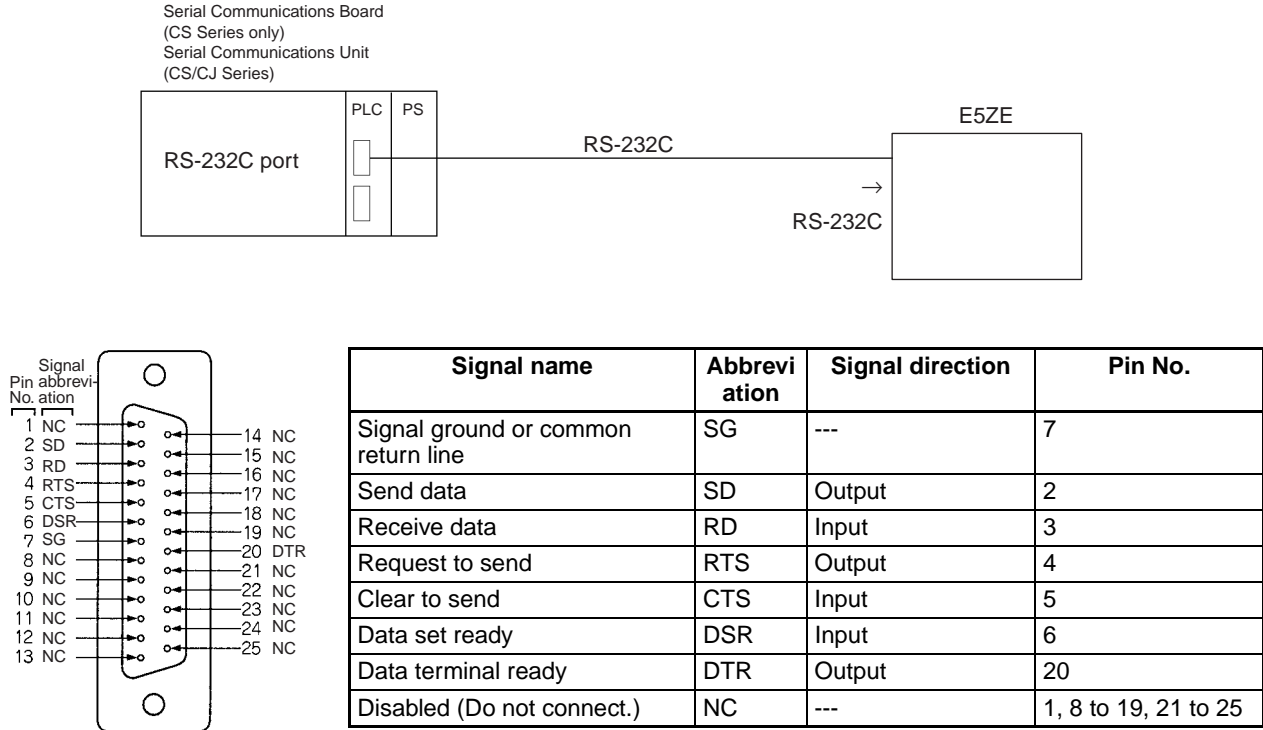 Serial Communications Board
(CS Series only)
Serial Communications Unit
(CS/CJ Series)
PLC PS
E5ZE
RS-232C port
RS-232C
→
RS-232C
Signal
Pin abbrevi-
No. ation
1 NC
2 SD
3 RD
4 RTS
5 CTS
6 DSR
7 SG
8 NC
9 NC
10 NC
11 NC
12 NC
13 NC
14 NC
15 NC
16 NC
17 NC
18 NC
19 NC
20 DTR
21 NC
22 NC
23 NC
24 NC
25 NC
Signal name Abbrevi Signal direction Pin No.
ation
Signal ground or common SG --- 7
return line
Send data SD Output 2
Receive data RD Input 3
Request to send RTS Output 4
Clear to send CTS Input 5
Data set ready DSR Input 6
Data terminal ready DTR Output 20
Disabled (Do not connect.) NC --- 1, 8 to 19, 21 to 25